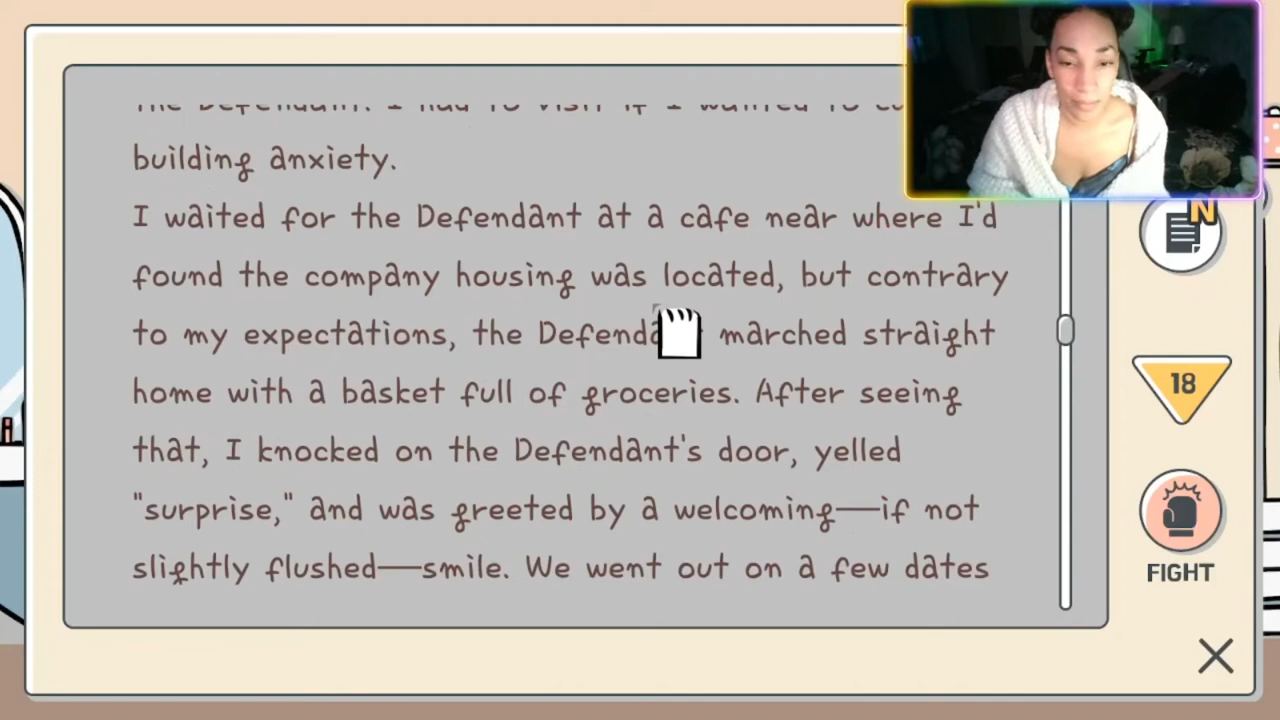 building anxiety.
I waited for the Defendant at a cafe near where I'd
found the company housing was located, but contrary
to my expectations, the marched straight
home with a basket full of groceries. After seeing
that, I knocked on the Defendant's door, yelled
"surprise," and was greeted by a welcoming—if not
slightly flushed—smile. We went out on a few dates
N
18
FIGHT